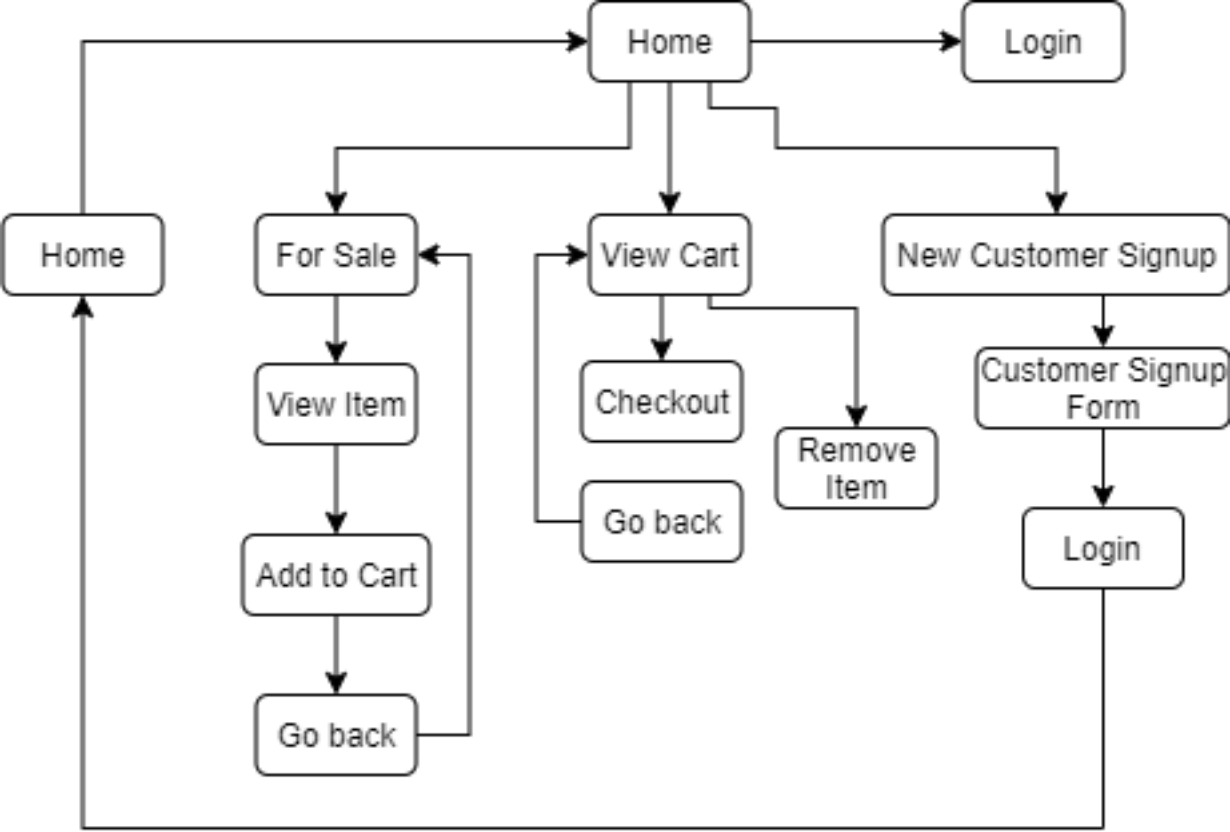 Home
Login
Home
For Sale
View Cart
New Customer Signup
View Item
Checkout
Customer Signup
Form
Remove
Item
Go back
Login
Add to Cart
Go back